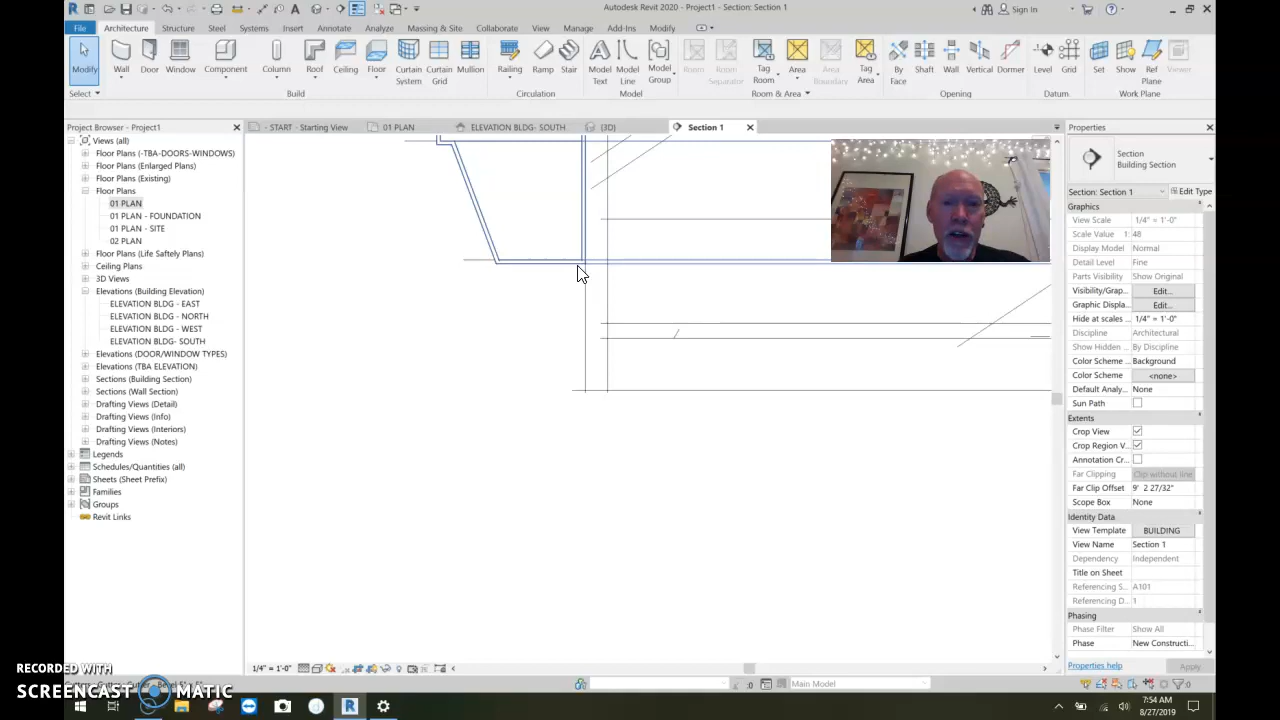 Autodesk Revit 2020 - Project1 - Section: Section 1
Sign In
File Architecture Structure Steel Systems Insert Annotate Analyze Massing & Site Collaborate View Manage Add-Ins Modify
Modify Wall Door Window Component Column Roof Ceiling Floor Curtain System Curtain Grid Mullion Railing Ramp Stair Model Text Model Line Model Group Room Room Separator Tag Room Area Area Boundary Tag Area By Face Shaft Wall Vertical Dormer Level Grid Set Show Ref Plane Viewer
Select Build Circulation Model Room & Area Opening Datum Work Plane
Project Browser - Project1
- START - Starting View 01 PLAN ELEVATION BLDG- SOUTH (3D) Section 1
Properties
Views (all)
Floor Plans (-TBA-DOORS-WINDOWS)
Floor Plans (Enlarged Plans)
Floor Plans (Existing)
Floor Plans
01 PLAN
01 PLAN - FOUNDATION
01 PLAN - SITE
02 PLAN
Floor Plans (Life Saftely Plans)
Ceiling Plans
3D Views
Elevations (Building Elevation)
ELEVATION BLDG - EAST
ELEVATION BLDG - NORTH
ELEVATION BLDG - WEST
ELEVATION BLDG- SOUTH
Elevations (DOOR/WINDOW TYPES)
Elevations (TBA ELEVATION)
Sections (Building Section)
Sections (Wall Section)
Drafting Views (Detail)
Drafting Views (Info)
Drafting Views (Interiors)
Drafting Views (Notes)
Legends
Schedules/Quantities (all)
Sheets (Sheet Prefix)
Families
Groups
Revit Links
Section
Building Section
Section: Section 1 Edit Type
Graphics
View Scale 1/4" = 1'-0"
Scale Value 1: 48
Display Model Normal
Detail Level Fine
Parts Visibility Show Original
Visibility/Grap... Edit...
Graphic Displa... Edit...
Hide at scales ... 1/4" = 1'-0"
Discipline Architectural
Show Hidden ... By Discipline
Color Scheme ... Background
Color Scheme <none>
Default Analy... None
Sun Path
Extents
Crop View
Crop Region V...
Annotation Cr...
Far Clipping Clip without line
Far Clip Offset 9' 2 27/32"
Scope Box None
Identity Data
View Template BUILDING
View Name Section 1
Dependency Independent
Title on Sheet
Referencing S... A101
Referencing D... 1
Phasing
Phase Filter Show All
Phase New Constructi...
Properties help Apply
1/4" = 1'-0"
:0 Main Model :0
RECORDED WITH
SCREENCAST MATIC
7:54 AM
8/27/2019